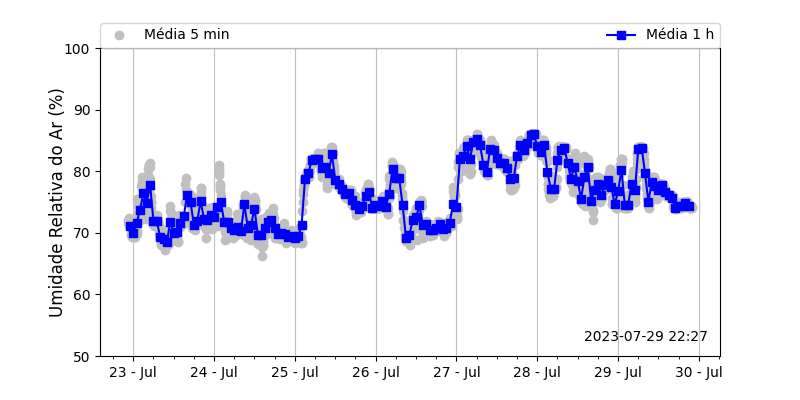 Média 5 min
Média 1 h
Umidade Relativa do Ar (%)
100
90
80
70
60
50
2023-07-29 22:27
23 - Jul
24 - Jul
25 - Jul
26 - Jul
27 - Jul
28 - Jul
29 - Jul
30 - Jul